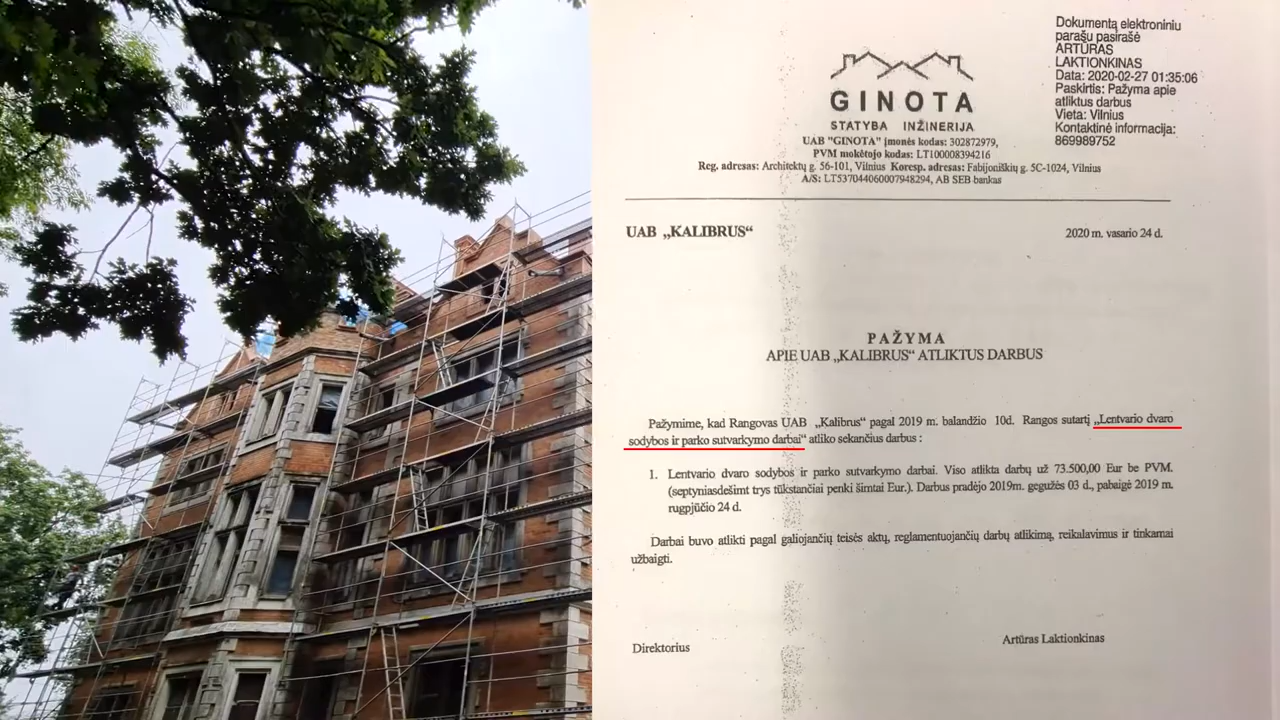 Dokumentą elektroniniu
parašu pasirašė
ARTŪRAS
LAKTIONKINAS
Data: 2020-02-27 01:35:06
Paskirtis: Pažyma apie
atliktus darbus
Vieta: Vilnius
Kontaktinė informacija:
869989752
GINOTA
STATYBA INŽINERIJA
UAB "GINOTA" įmonės kodas: 302872979,
PVM mokėtojo kodas: LT100008394216
Reg. adresas: Architektų g. 56-101, Vilnius Koresp. adresas: Fabijoniškių g. 5C-1024, Vilnius
A/S: LT537044060007948294, AB SEB bankas
UAB „KALIBRUS“
2020 m. vasario 24 d.
PAŽYMA
APIE UAB „KALIBRUS“ ATLIKTUS DARBUS
Pažymime, kad Rangovas UAB „Kalibrus“ pagal 2019 m. balandžio 10d. Rangos sutartį „Lentvario dvaro
sodybos ir parko sutvarkymo darbai“ atliko sekančius darbus :
1. Lentvario dvaro sodybos ir parko sutvarkymo darbai. Viso atlikta darbų už 73.500,00 Eur be PVM.
(septyniasdešimt trys tūkstančiai penki šimtai Eur.). Darbus pradėjo 2019m. gegužės 03 d., pabaigė 2019 m.
rugpjūčio 24 d.
Darbai buvo atlikti pagal galiojančių teisės aktų, reglamentuojančių darbų atlikimą, reikalavimus ir tinkamai
užbaigti.
Direktorius
Artūras Laktionkinas